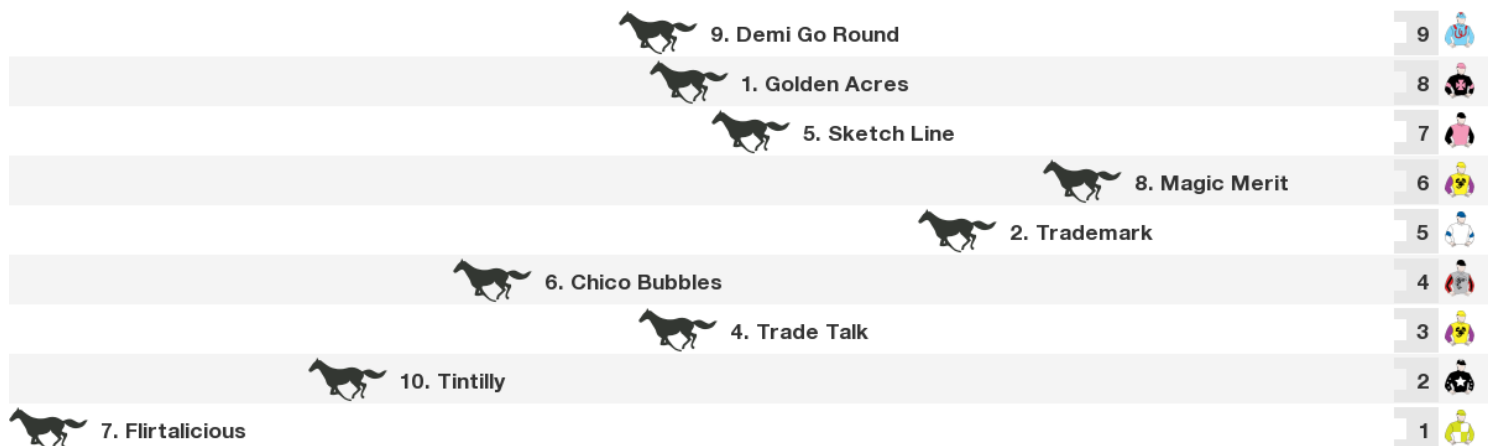 9. Demi Go Round 9
1. Golden Acres 8
5. Sketch Line 7
8. Magic Merit 6
2. Trademark 5
6. Chico Bubbles 4
4. Trade Talk 3
10. Tintilly 2
7. Flirtalicious 1